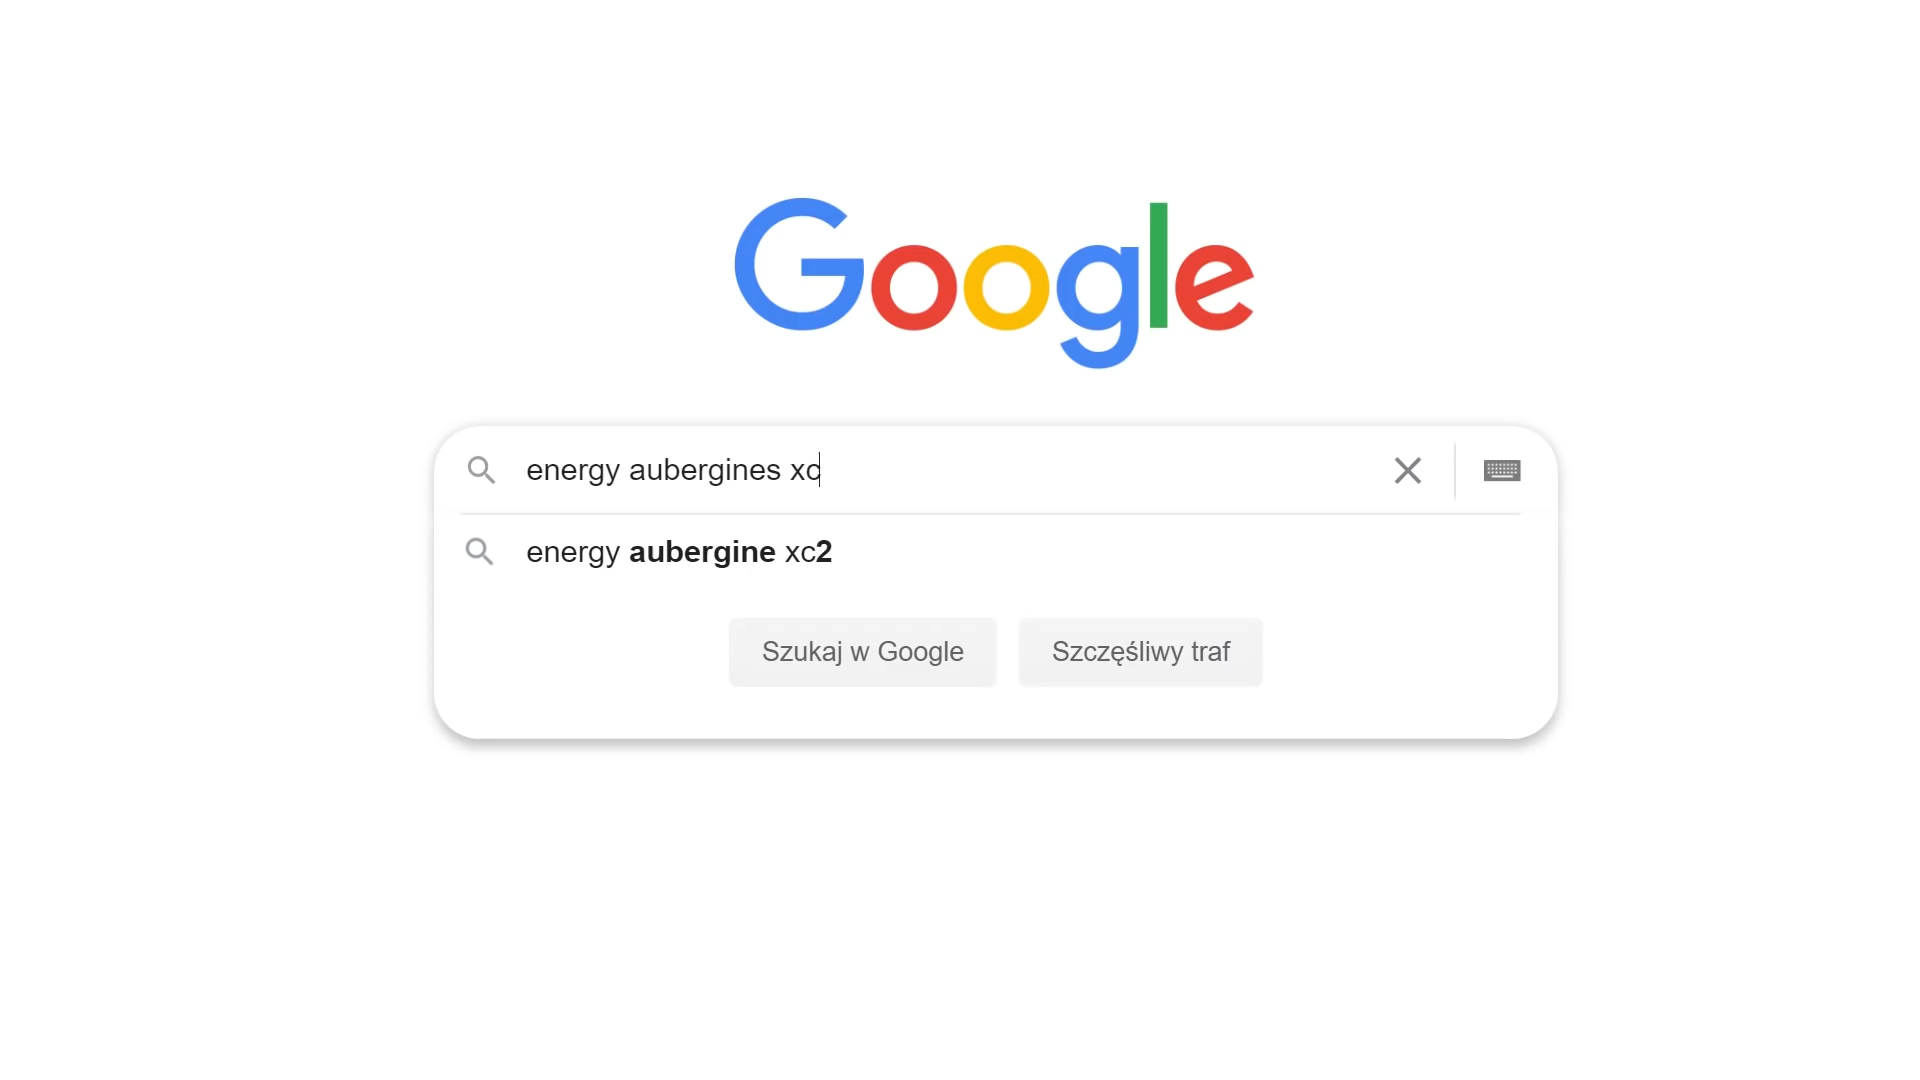 Google
energy aubergines xc
energy aubergine xc2
Szukaj w Google
Szczęśliwy traf